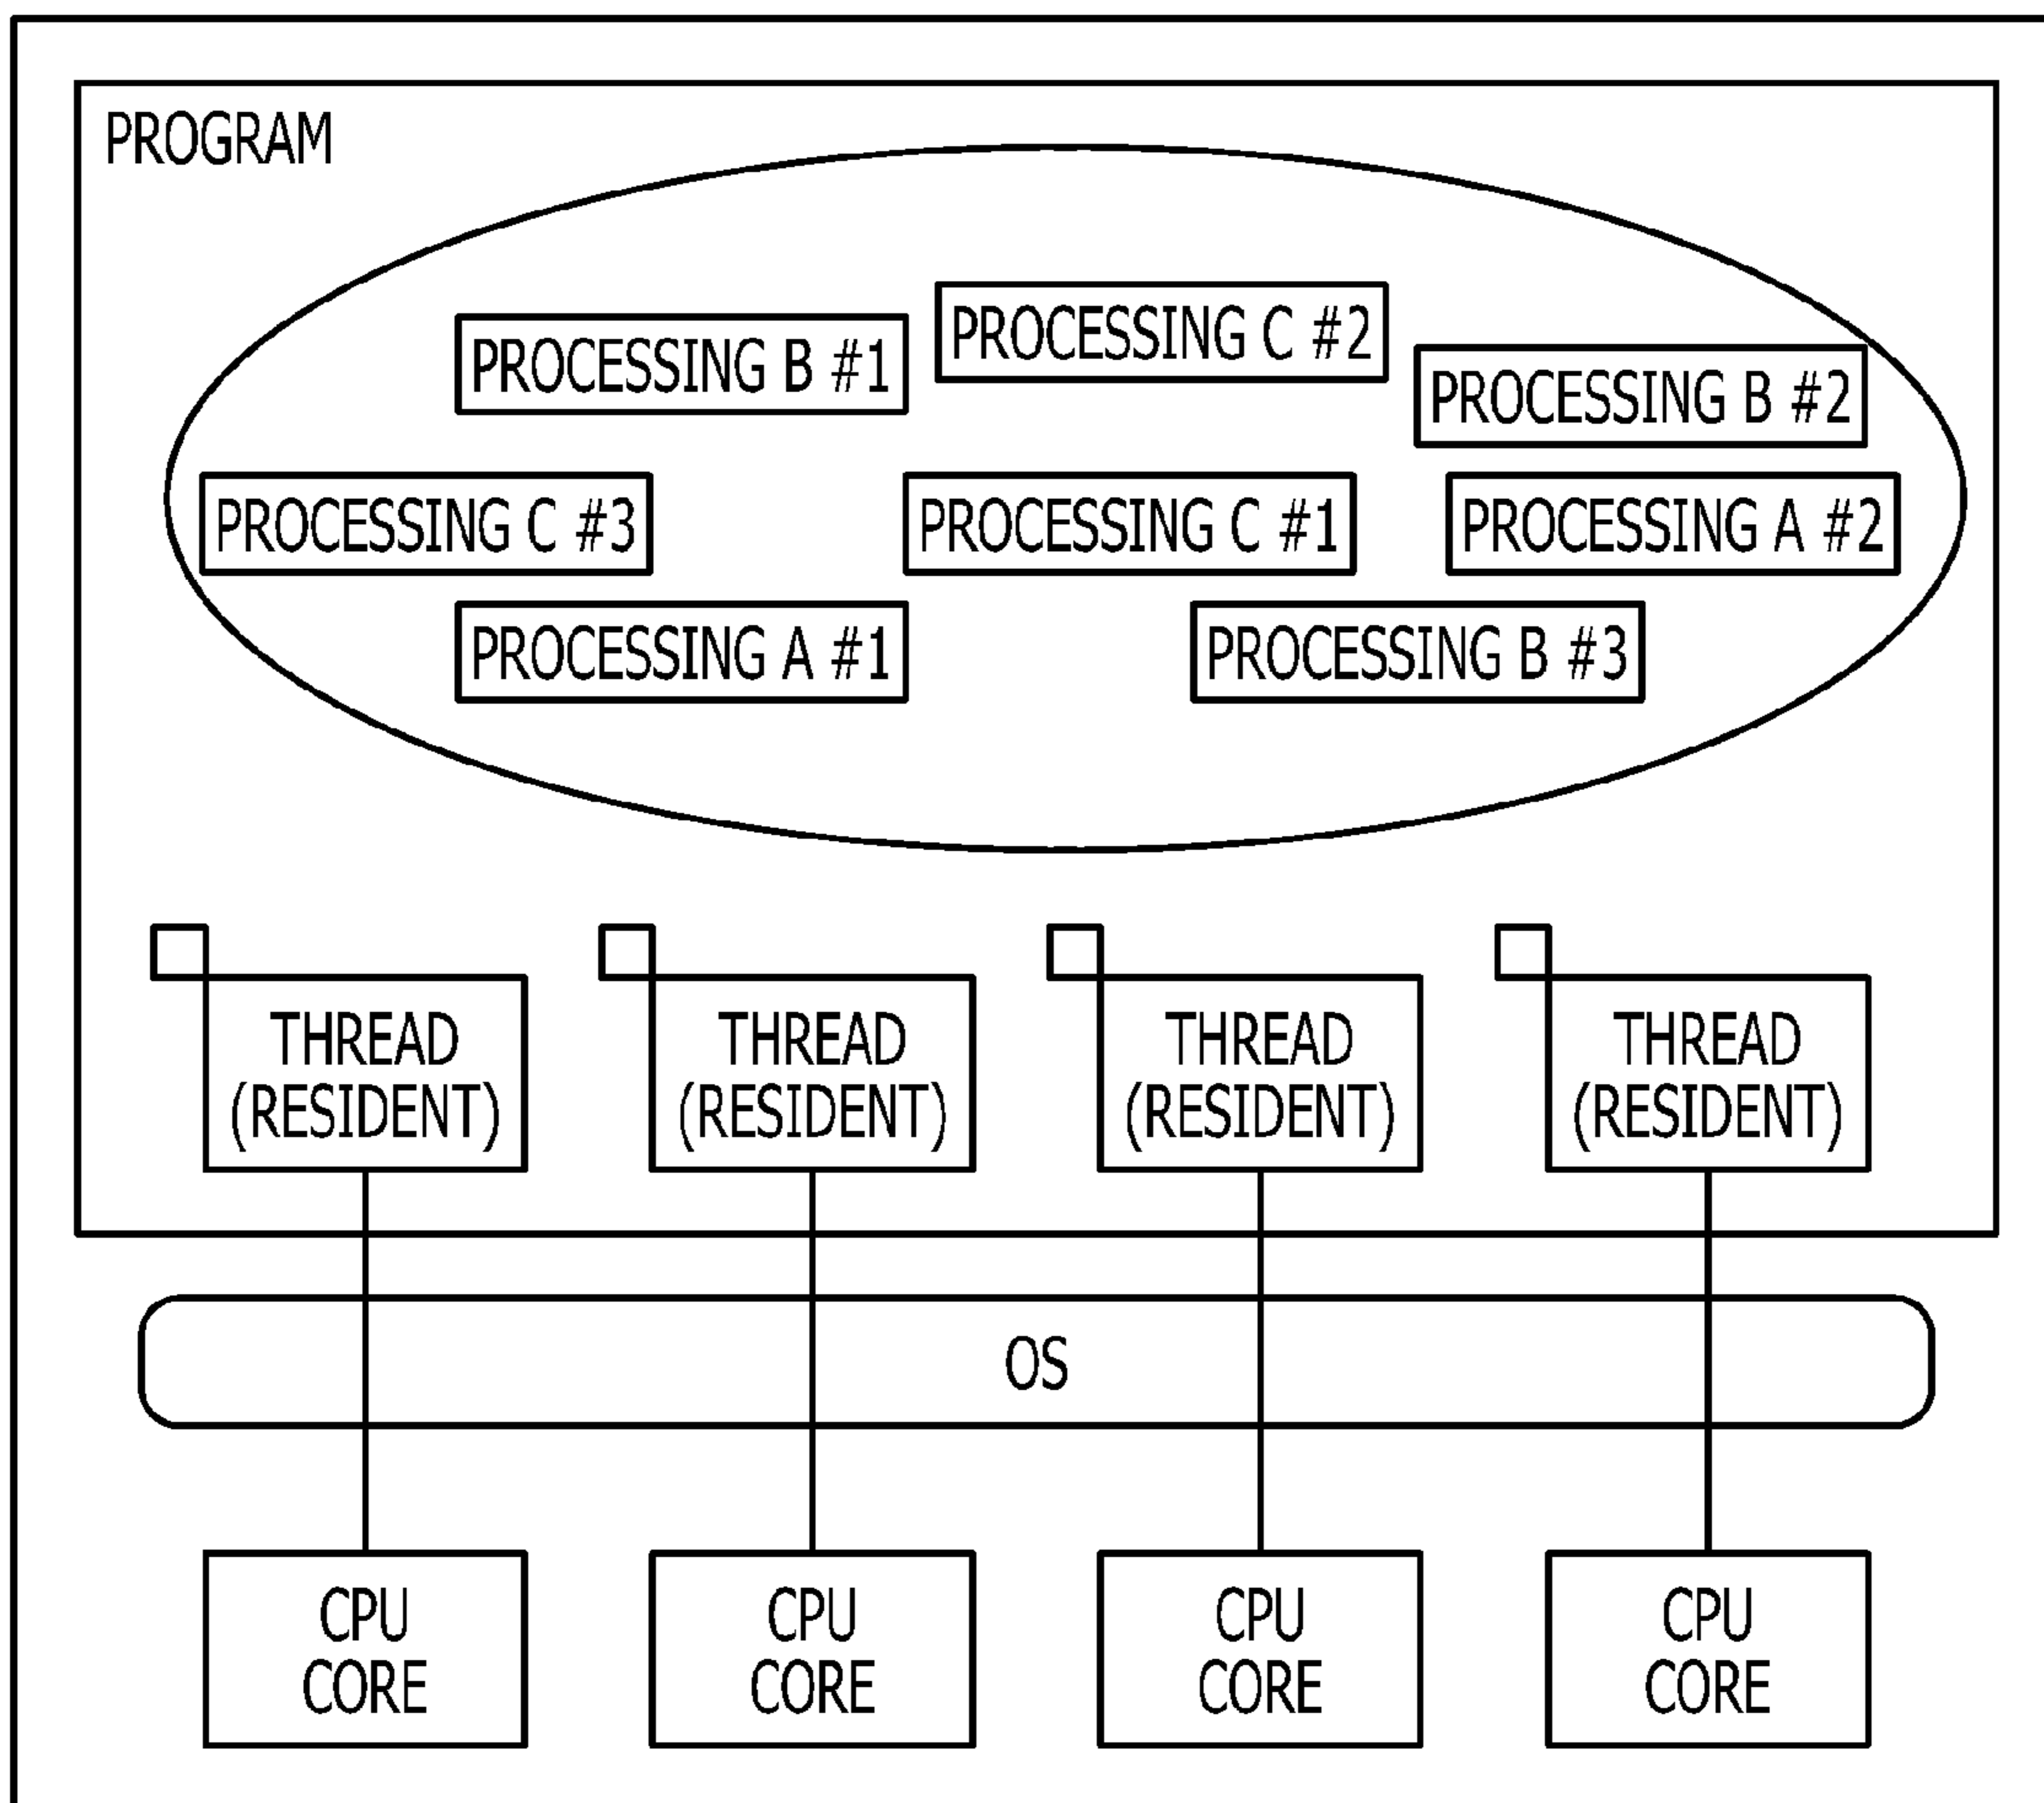 PROGRAM
PROCESSING B #1
PROCESSING C #2
PROCESSING B #2
PROCESSING C #3
PROCESSING C #1
PROCESSING A #2
PROCESSING A #1
PROCESSING B #3
THREAD
(RESIDENT)
THREAD
(RESIDENT)
THREAD
(RESIDENT)
THREAD
(RESIDENT)
OS
CPU
CORE
CPU
CORE
CPU
CORE
CPU
CORE